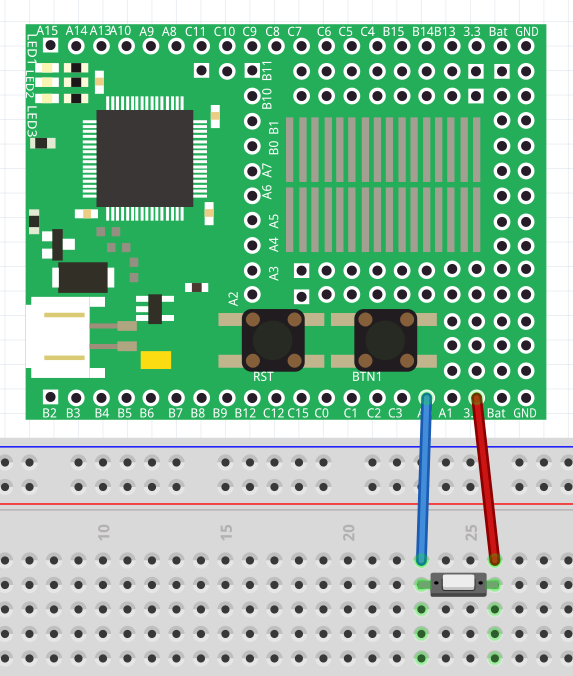 A15 A14 A13 A10 A9 A8 C11 C10 C9 C8 C7 C6 C5 C4 B15 B14 B13 3.3 Bat GND
LED1
LED2
LED3
B11
B10
B1
B0
A7
A6
A5
A4
A3
A2
RST BTN1
B2 B3 B4 B5 B6 B7 B8 B9 B12 C12 C15 C0 C1 C2 C3 A1 Bat GND
10 15 20 25